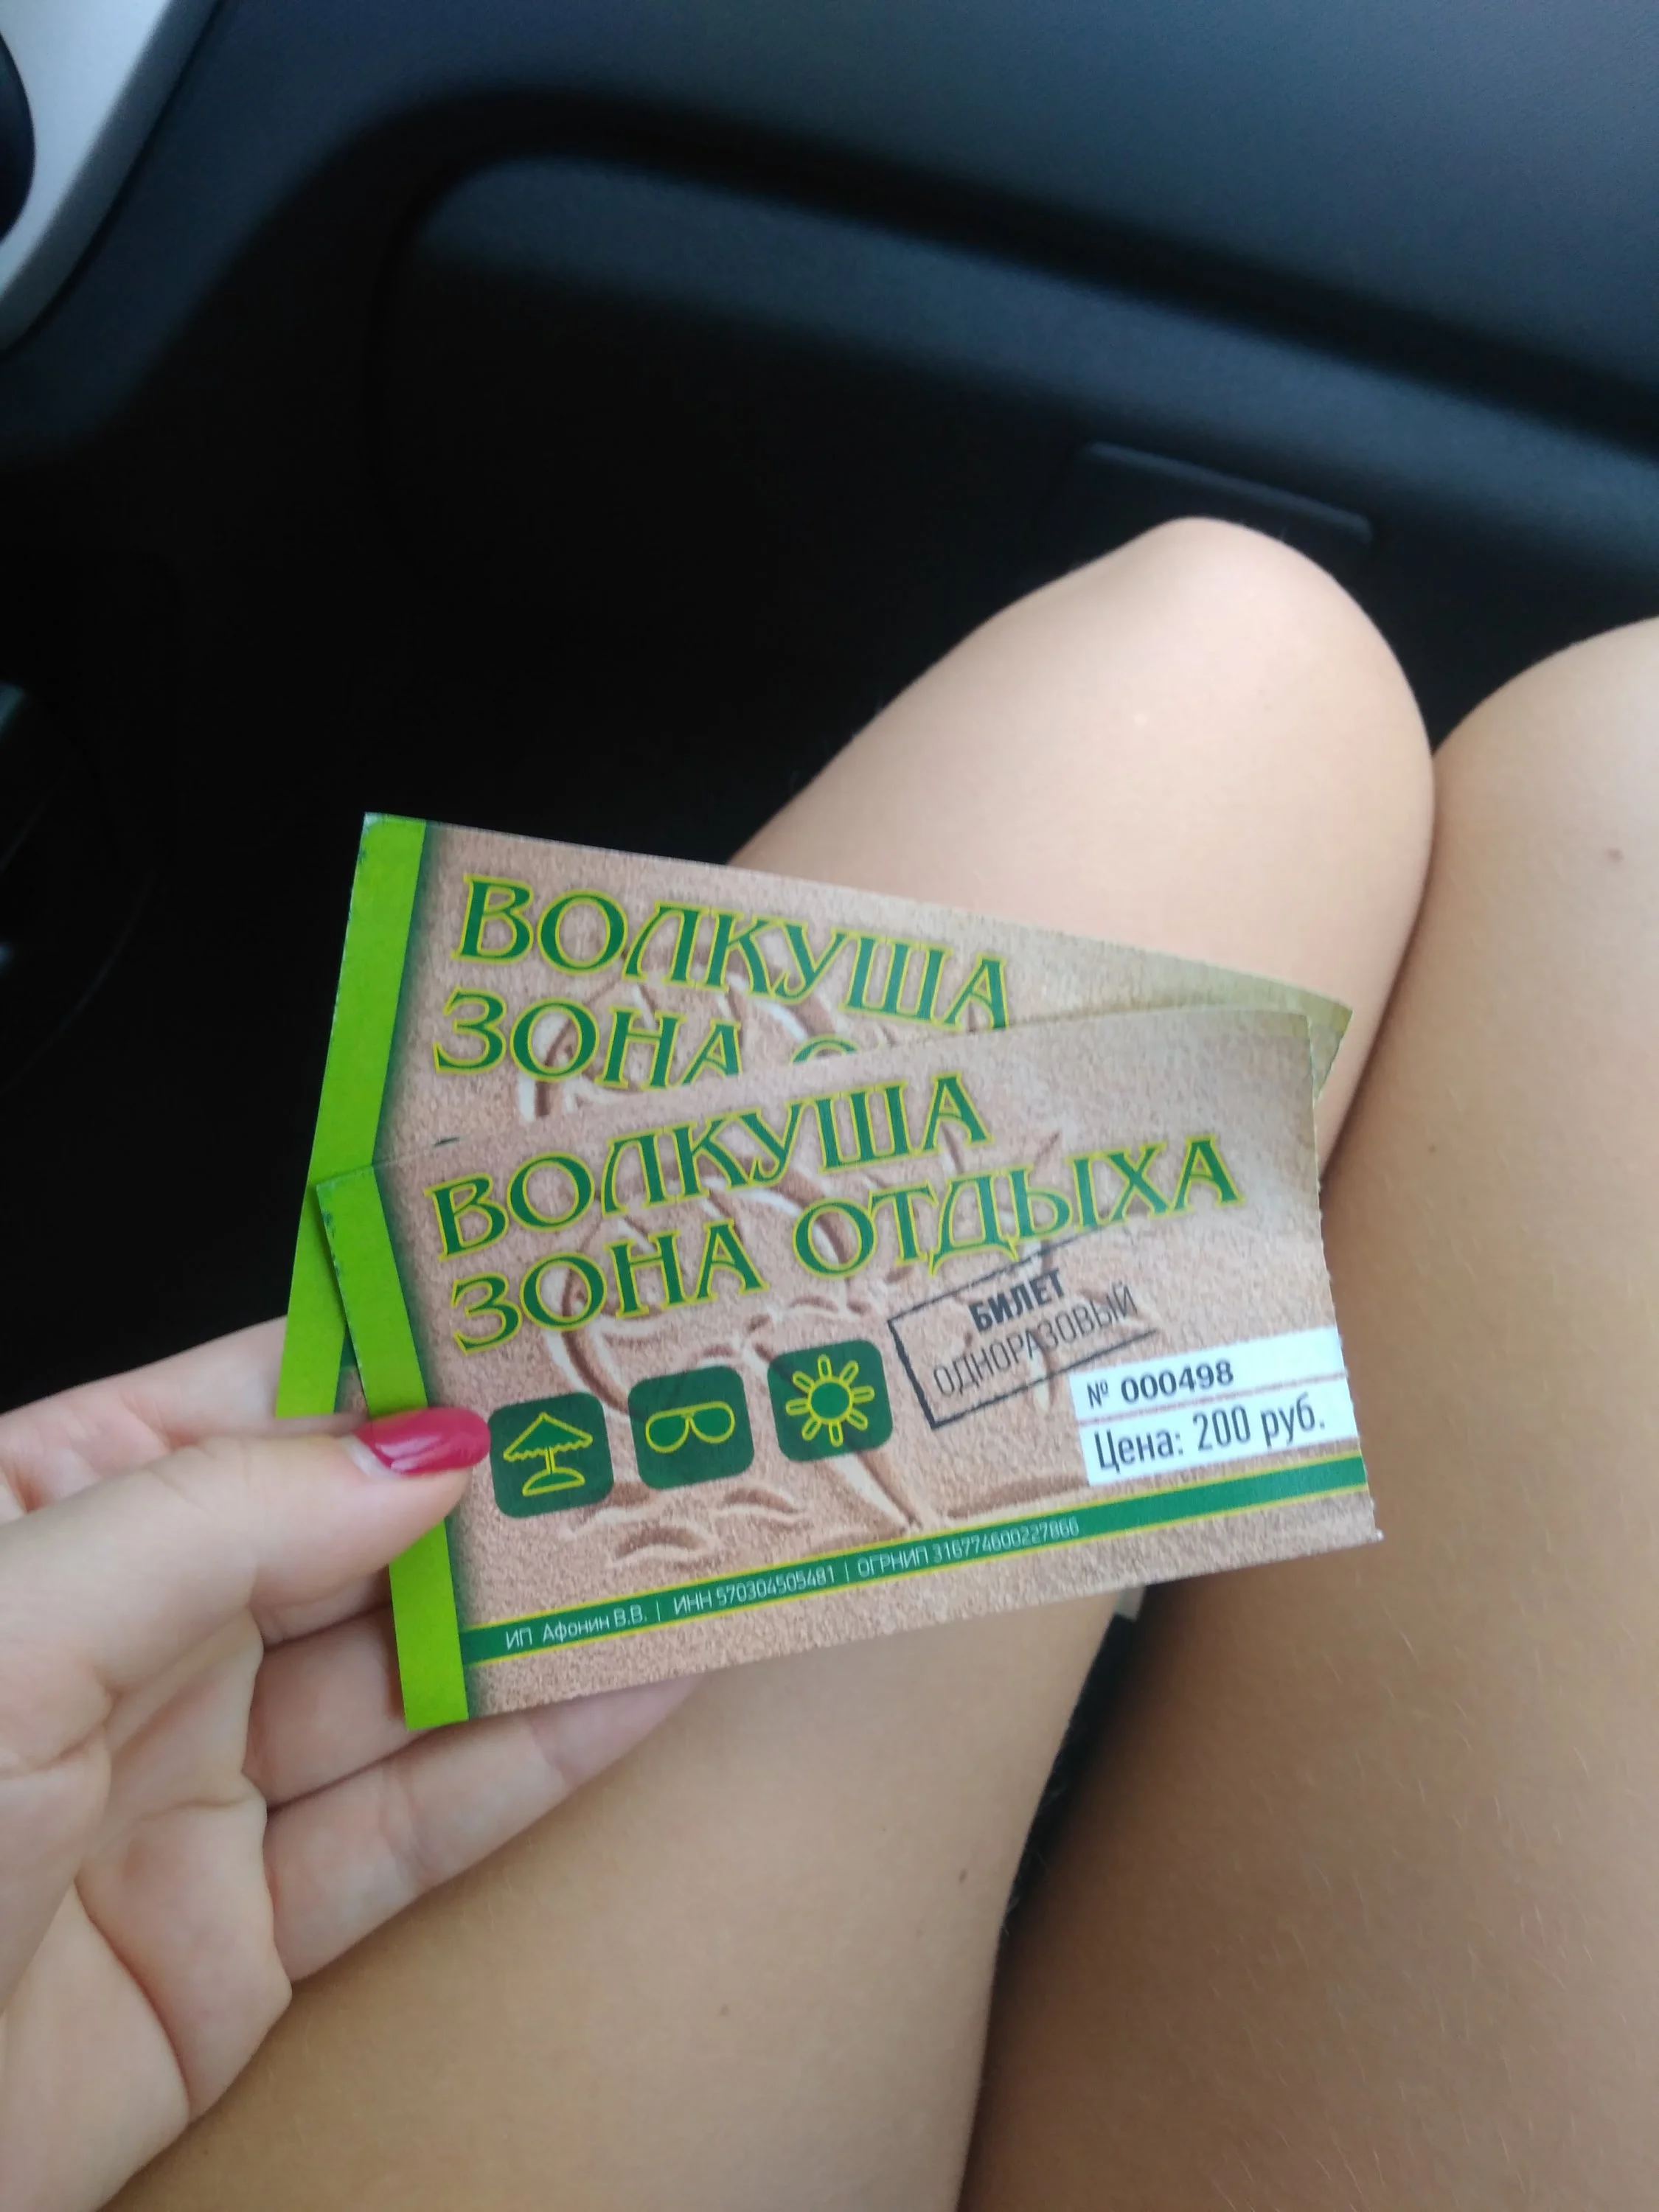 ВОЛКУША
ЗОНА
ВОЛКУША
ЗОНА ОТДЫХА
БИЛЕТ
ОДНОРАЗОВЫЙ
№ 000498
Цена: 200 руб.
ИП Афонин В.В. | ИНН 570304505481 | ОГРНИП 316774600227866